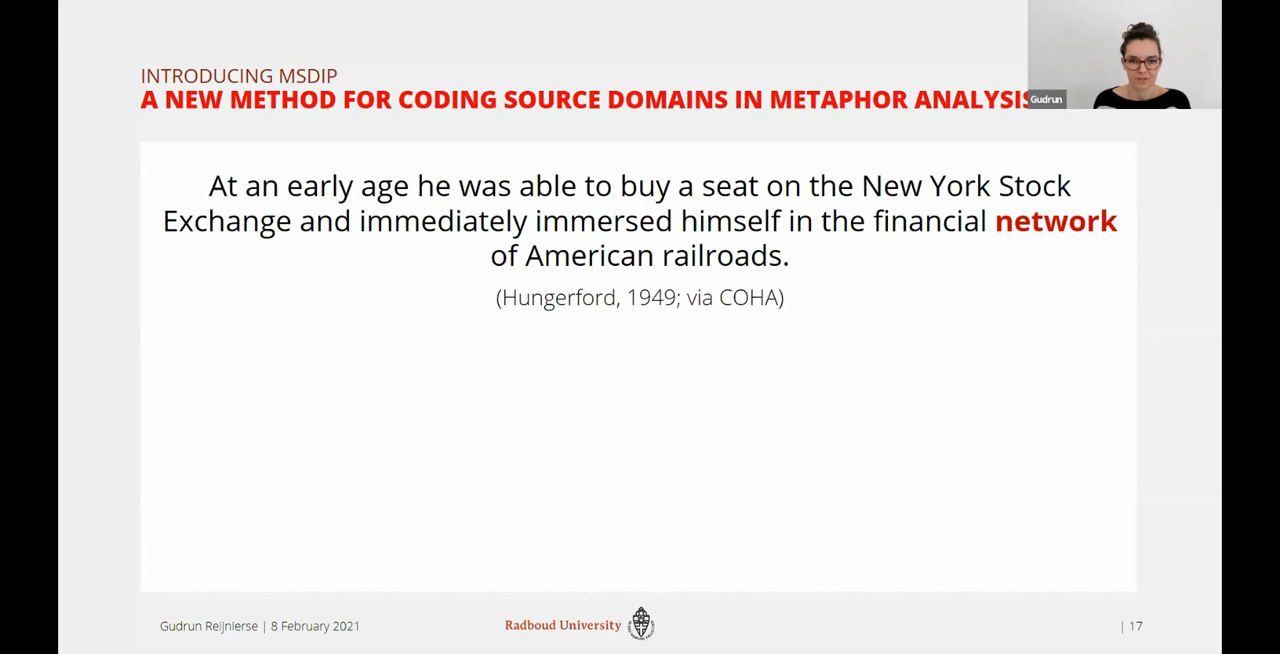 INTRODUCING MSDIP
A NEW METHOD FOR CODING SOURCE DOMAINS IN METAPHOR ANALYSIS
Gudrun
At an early age he was able to buy a seat on the New York Stock
Exchange and immediately immersed himself in the financial network
of American railroads.
(Hungerford, 1949; via COHA)
Gudrun Reijnierse | 8 February 2021
Radboud University
| 17